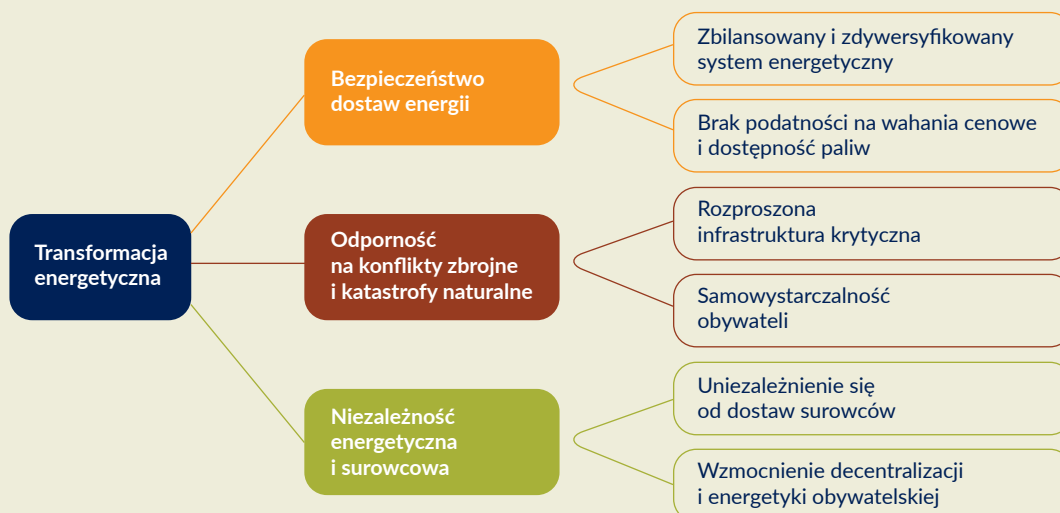 Transformacja
energetyczna
Bezpieczeństwo
dostaw energii
Zbilansowany i zdywersyfikowany
system energetyczny
Brak podatności na wahania cenowe
i dostępność paliw
Odporność
na konflikty zbrojne
i katastrofy naturalne
Rozproszona
infrastruktura krytyczna
Samowystarczalność
obywateli
Niezależność
energetyczna
i surowcowa
Uniezależnienie się
od dostaw surowców
Wzmocnienie decentralizacji
i energetyki obywatelskiej